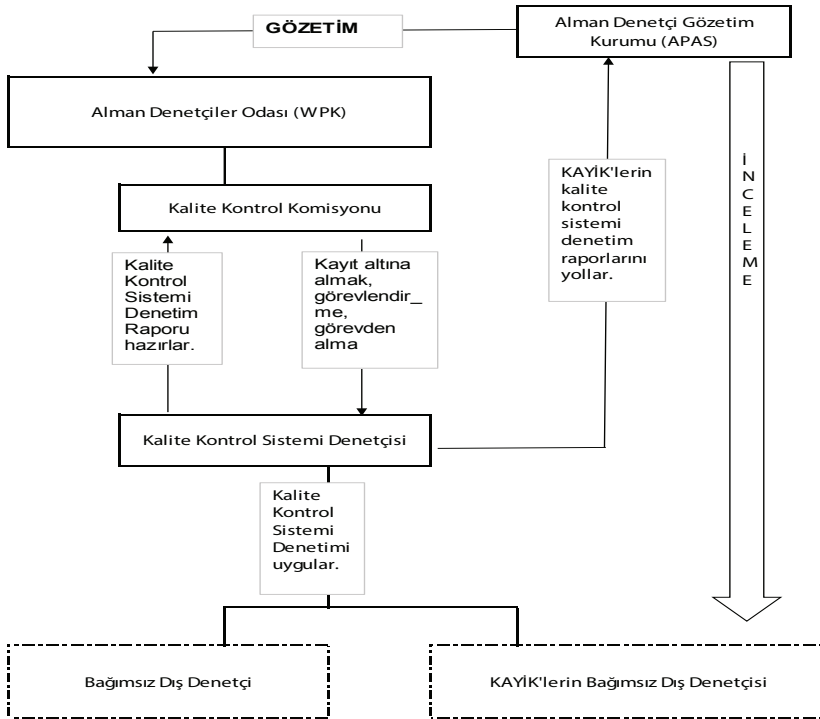 GÖZETİM
Alman Denetçi Gözetim
Kurumu (APAS)
Alman Denetçiler Odası (WPK)
Kalite Kontrol Komisyonu
KAYİK'lerin
kalite
kontrol
sistemi
denetim
raporlarını
yollar.
İ
N
C
E
L
E
M
E
Kalite
Kontrol
Sistemi
Denetim
Raporu
hazırlar.
Kayıt altına
almak,
görevlendir_
me,
görevden
alma
Kalite Kontrol Sistemi Denetçisi
Kalite
Kontrol
Sistemi
Denetimi
uygular.
Bağımsız Dış Denetçi
KAYİK'lerin Bağımsız Dış Denetçisi